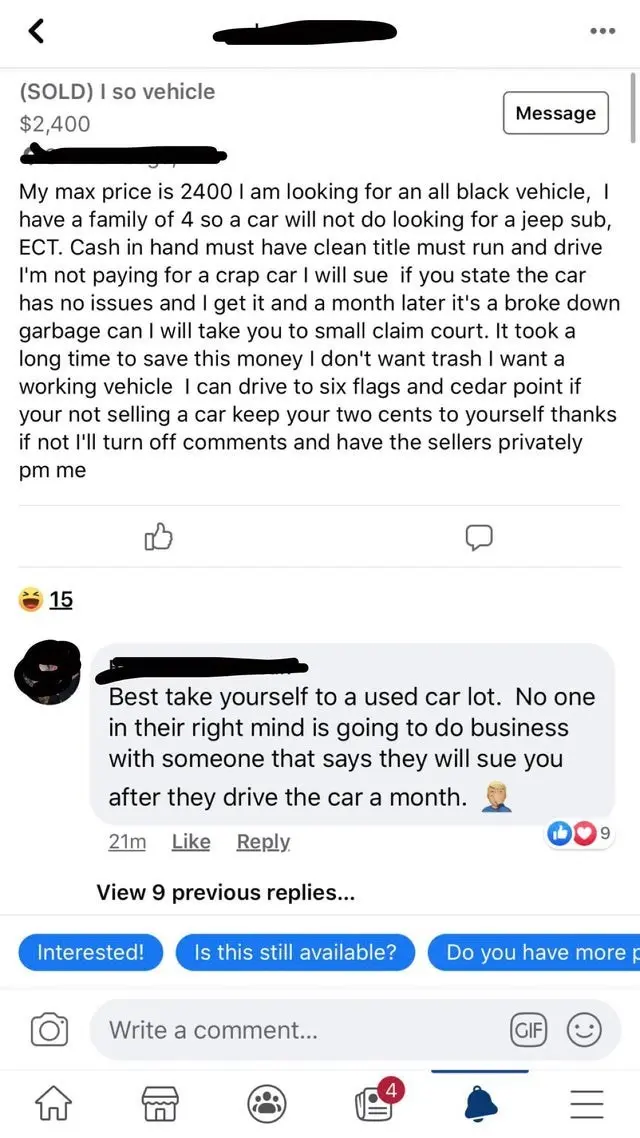 (SOLD) I so vehicle
$2,400
Message
My max price is 2400 I am looking for an all black vehicle,  I
have a family of 4 so a car will not do looking for a jeep sub,
ECT. Cash in hand must have clean title must run and drive
I'm not paying for a crap car I will sue  if you state the car
has no issues and I get it and a month later it's a broke down
garbage can I will take you to small claim court. It took a
long time to save this money I don't want trash I want a
working vehicle  I can drive to six flags and cedar point if
your not selling a car keep your two cents to yourself thanks
if not I'll turn off comments and have the sellers privately
pm me
15
Best take yourself to a used car lot.  No one
in their right mind is going to do business
with someone that says they will sue you
after they drive the car a month.
21m Like Reply 9
View 9 previous replies...
Interested! Is this still available? Do you have more p
Write a comment... GIF
4